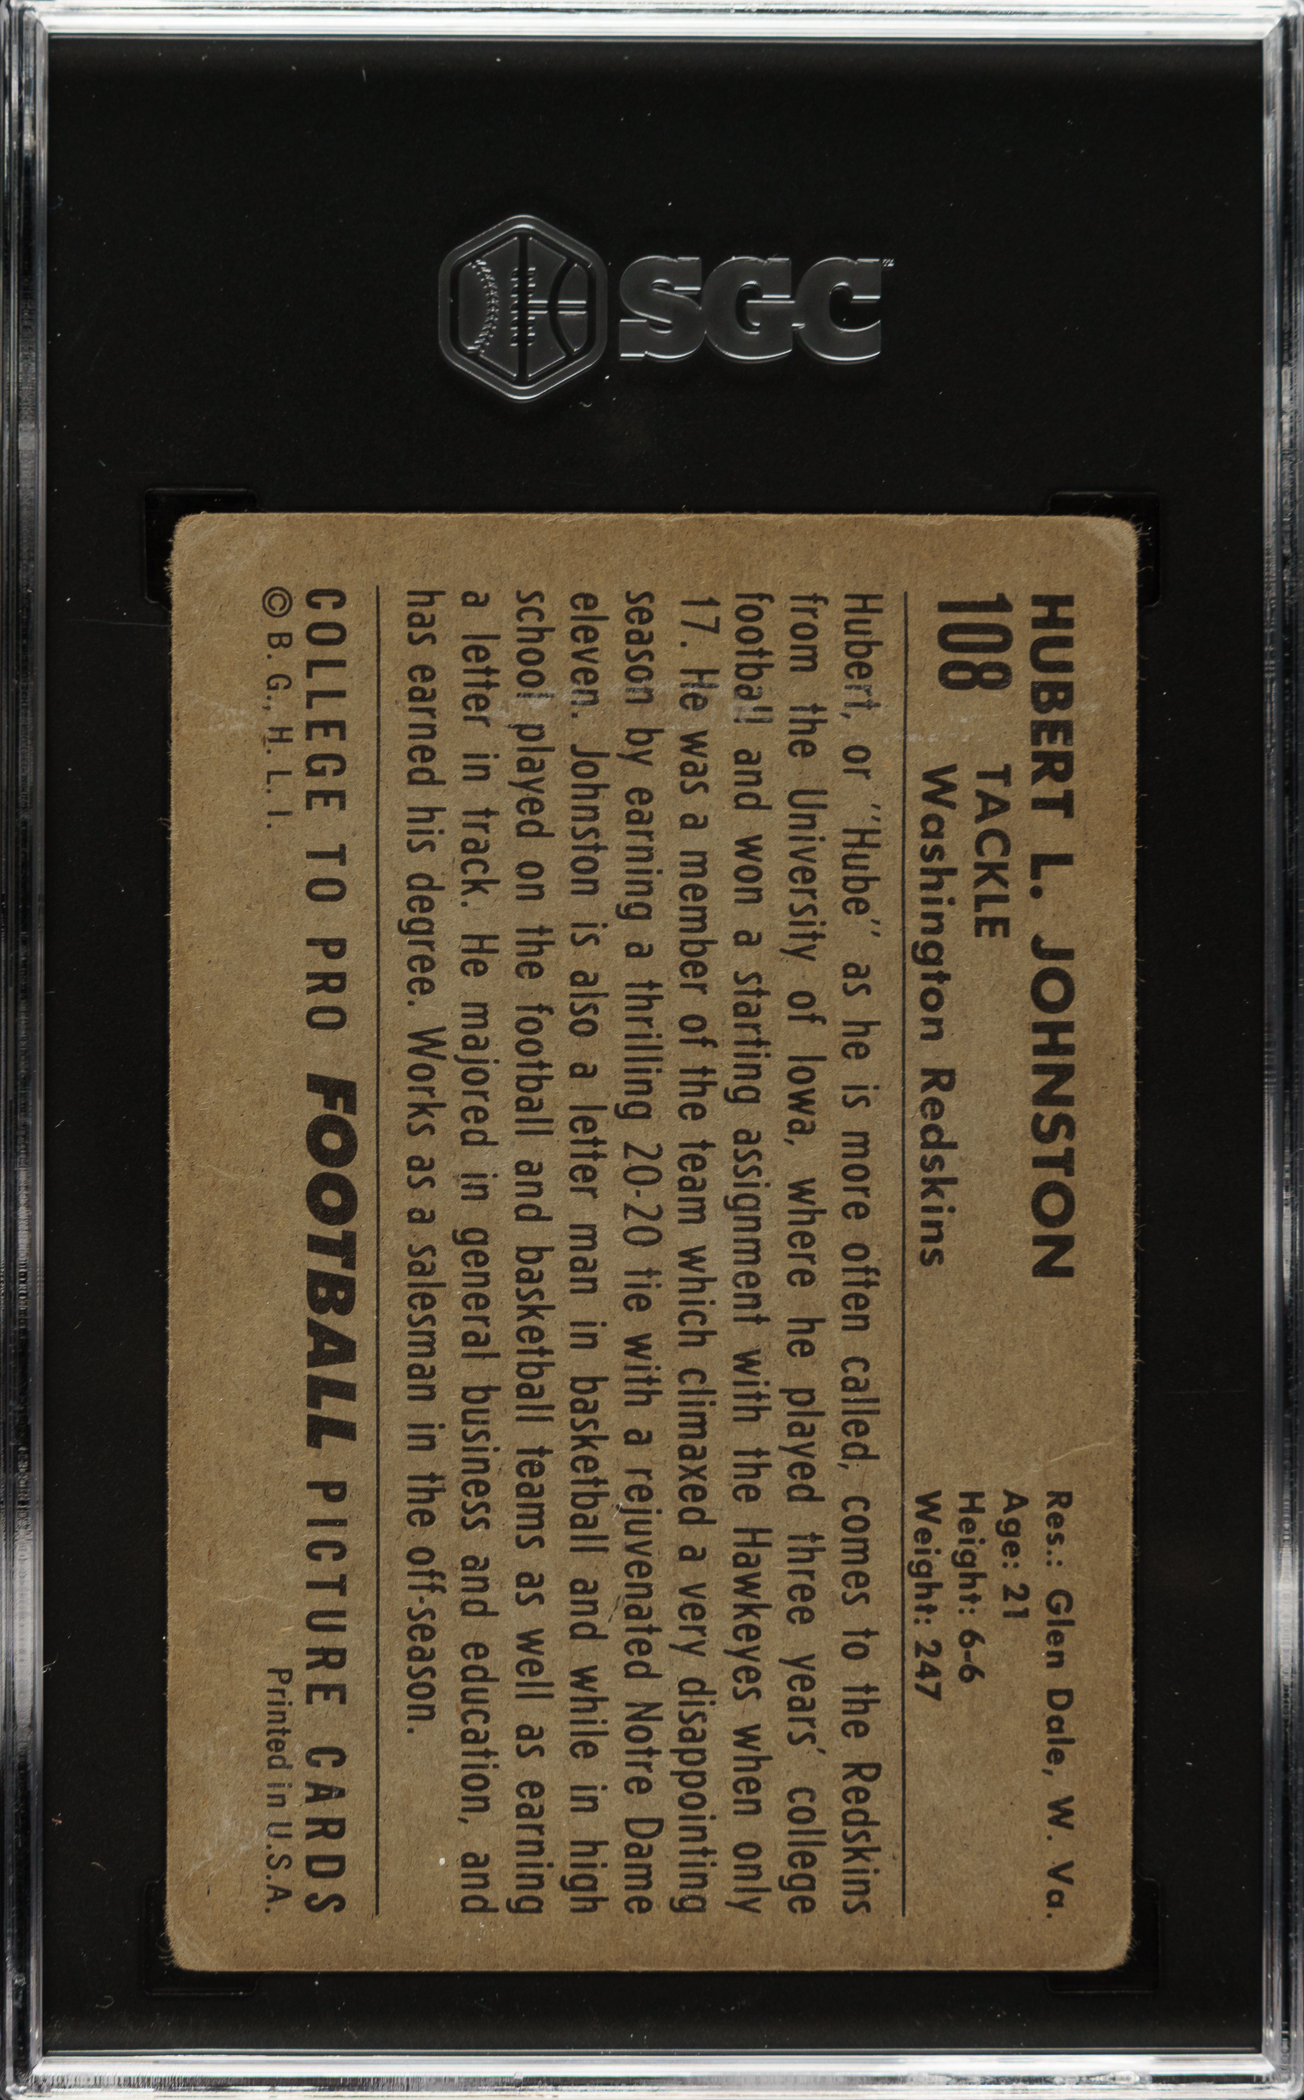 SGC
HUBERT L. JOHNSTON
108 TACKLE
Washington Redskins
Res.: Glen Dale, W. Va.
Age: 21
Height: 6-6
Weight: 247
Hubert, or "Hube" as he is more often called, comes to the Redskins
from the University of Iowa, where he played three years' college
football and won a starting assignment with the Hawkeyes when only
17. He was a member of the team which climaxed a very disappointing
season by earning a thrilling 20-20 tie with a rejuvenated Notre Dame
eleven. Johnston is also a letter man in basketball and while in high
school played on the football and basketball teams as well as earning
a letter in track. He majored in general business and education, and
has earned his degree. Works as a salesman in the off-season.
COLLEGE TO PRO FOOTBALL PICTURE CARDS
© B. G., H. L. I.
Printed in U.S.A.